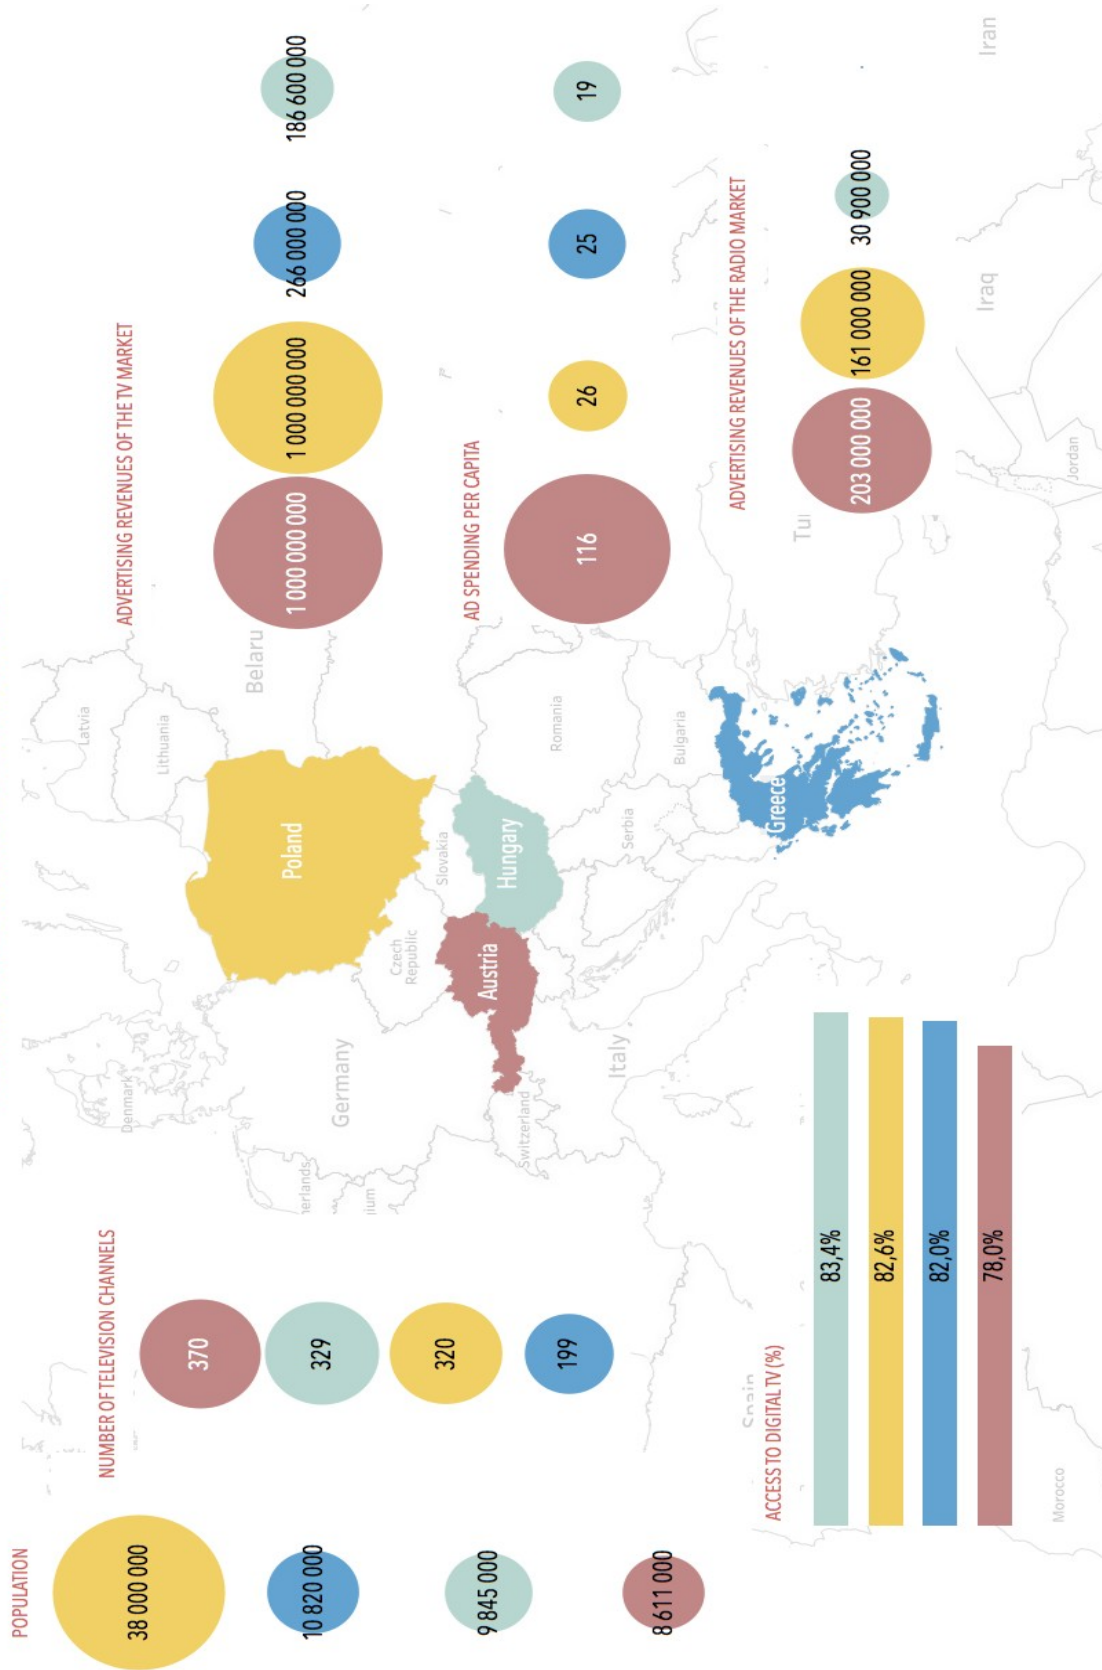 POPULATION
38 000 000
10 820 000
9 845 000
8 611 000
NUMBER OF TELEVISION CHANNELS
370
329
320
199
ADVERTISING REVENUES OF THE TV MARKET
1 000 000 000
1 000 000 000
266 000 000
186 600 000
AD SPENDING PER CAPITA
116
26
25
19
ADVERTISING REVENUES OF THE RADIO MARKET
203 000 000
161 000 000
30 900 000
ACCESS TO DIGITAL TV (%)
83,4%
82,6%
82,0%
78,0%
Denmark
Latvia
Lithuania
Belaru
herlands
Germany
Poland
ium
Czech
Republic
Slovakia
Switzerland
Austria
Hungary
Romania
Italy
Serbia
Bulgaria
Spain
Greece
Tu
Morocco
Jordan
Iraq
Iran